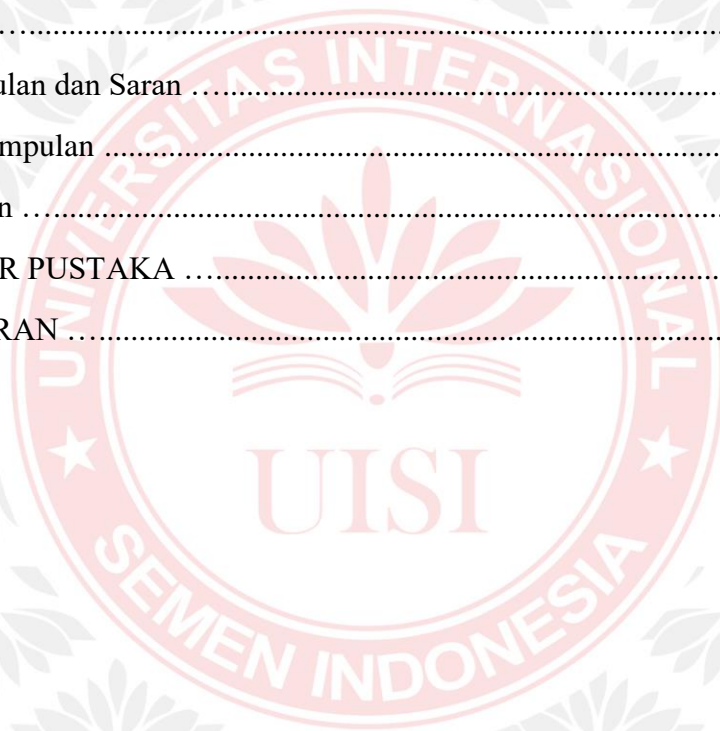 …..........................................................................................
ulan dan Saran …................................................................
mpulan ...............................................................................
n ….....................................................................................
R PUSTAKA ….................................................................
RAN ….................................................................................
UNIVERSITAS INTERNASIONAL
UISI
SEMEN INDONESIA